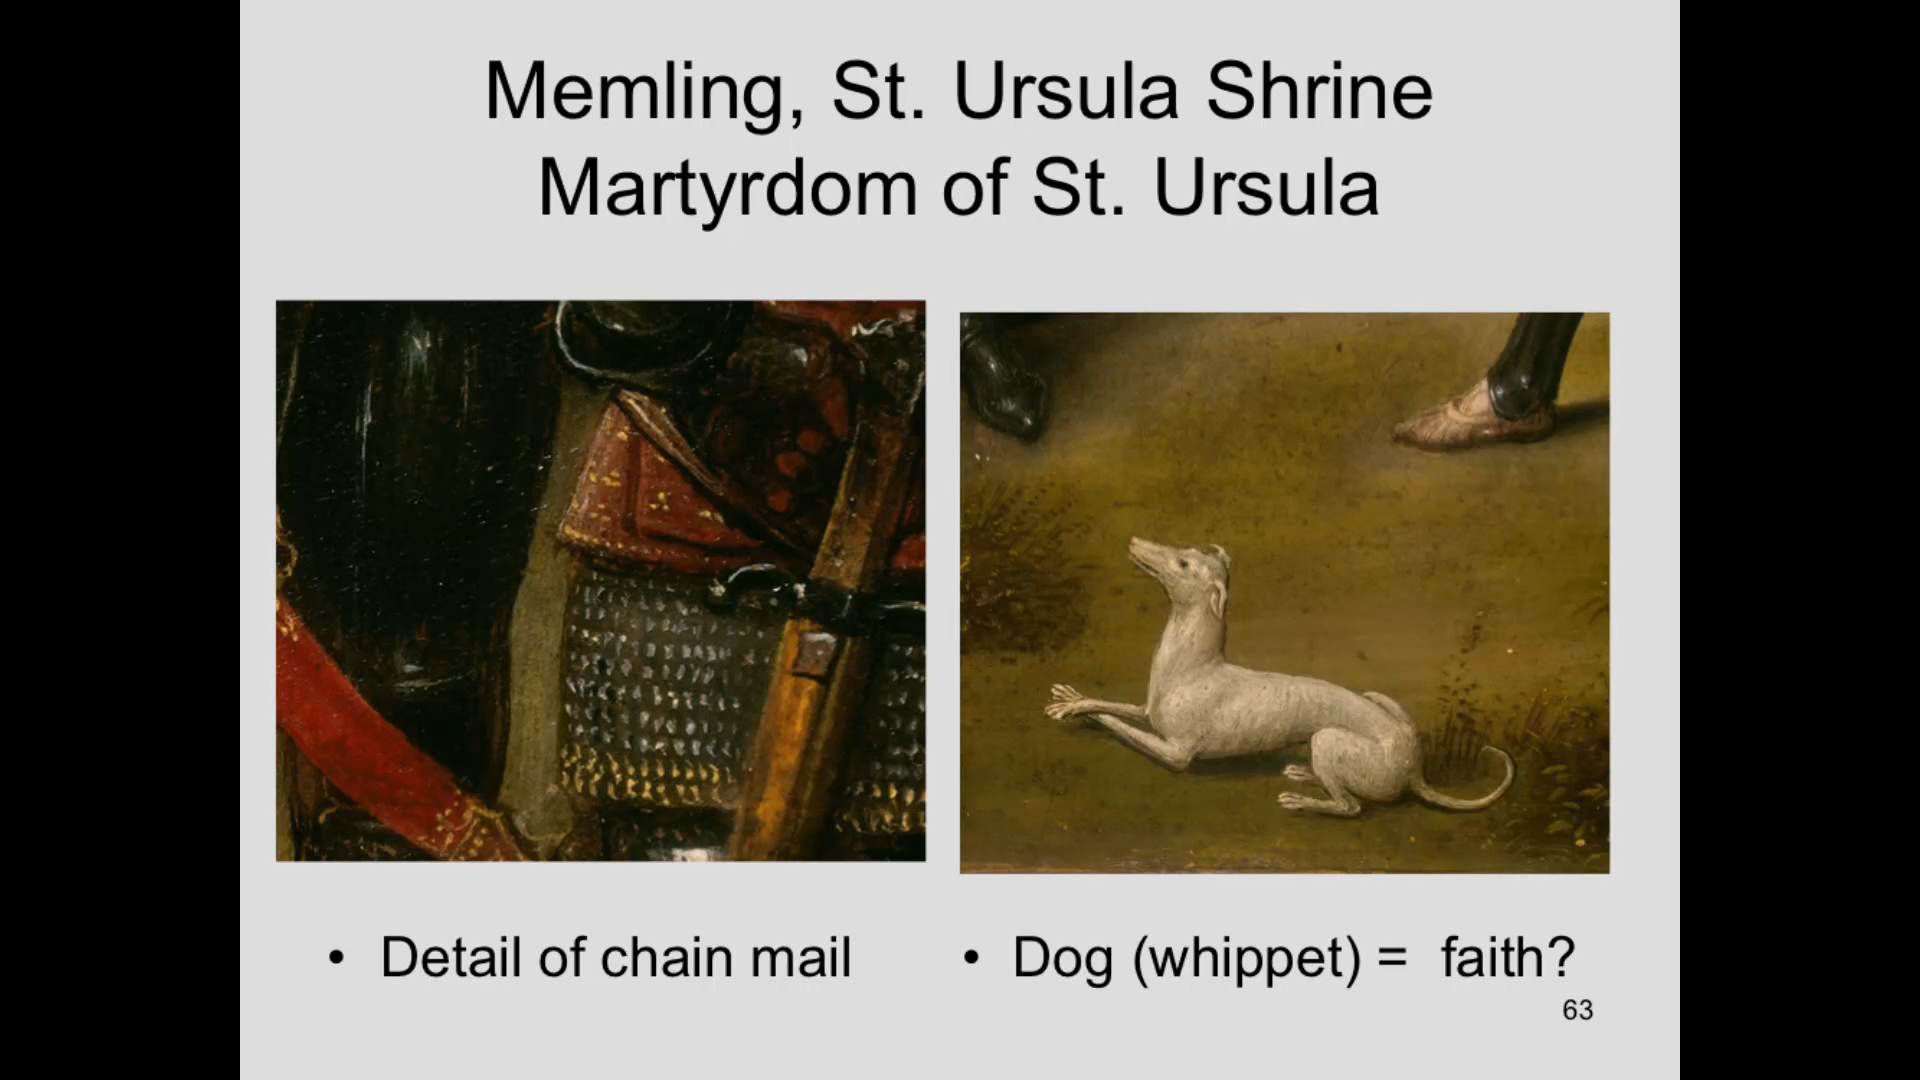 Memling, St. Ursula Shrine
Martyrdom of St. Ursula
• Detail of chain mail
• Dog (whippet) = faith?
63